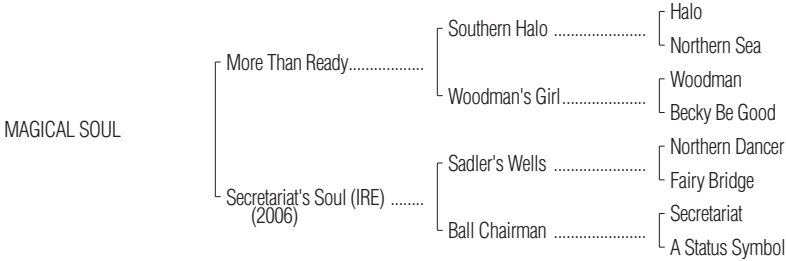 Halo
Southern Halo ......................
Northern Sea
More Than Ready..................
Woodman
Woodman's Girl....................
Becky Be Good
MAGICAL SOUL
Northern Dancer
Sadler's Wells ......................
Fairy Bridge
Secretariat's Soul (IRE) ........
(2006)
Secretariat
Ball Chairman .......................
A Status Symbol